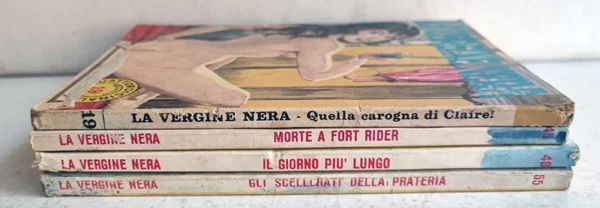 19 LA VERGINE NERA - Quella carogna di Claire!
LA VERGINE NERA MORTE A FORT RIDER 45
LA VERGINE NERA IL GIORNO PIU' LUNGO 48
LA VERGINE NERA GLI SCELLERATI DELLA PRATERIA 55